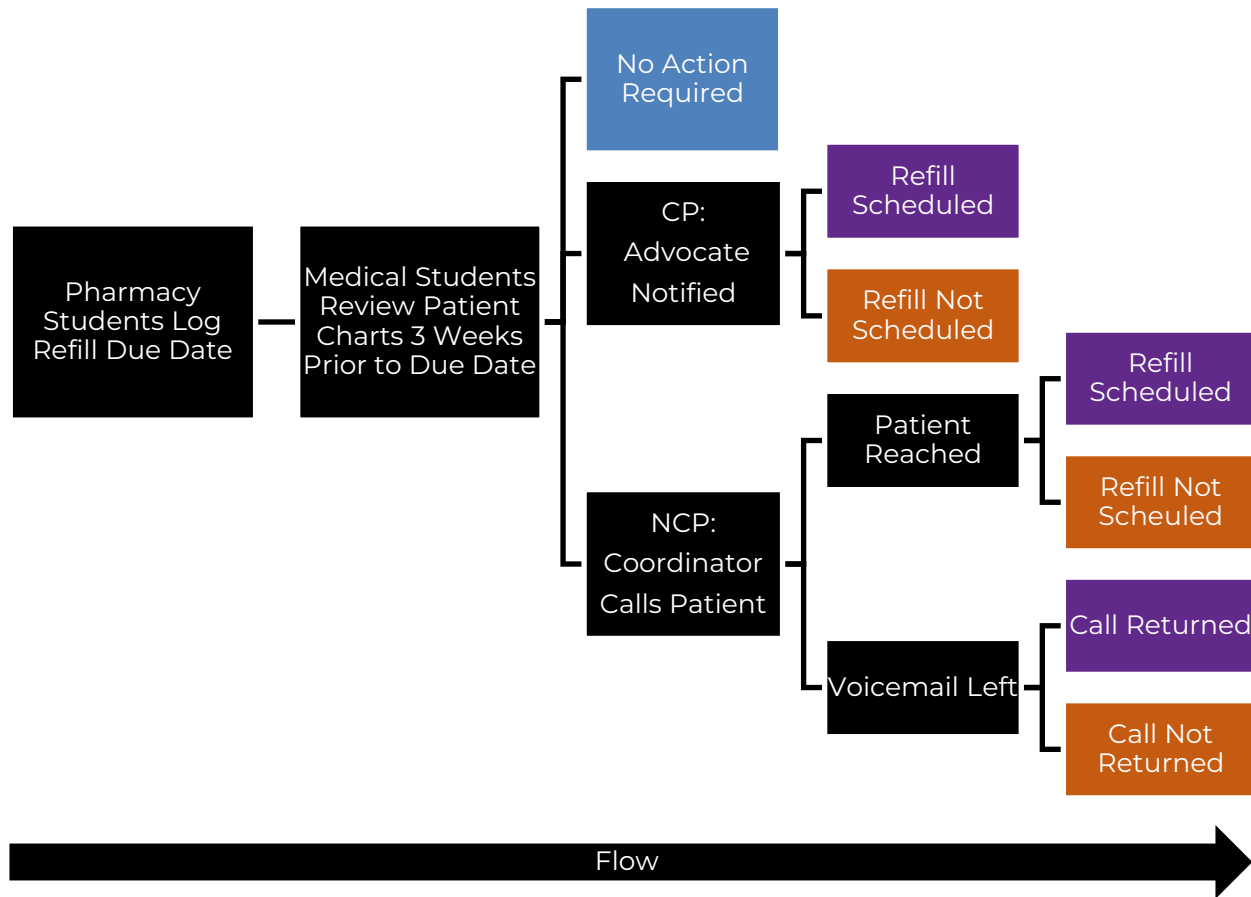 Pharmacy
Students Log
Refill Due Date
Medical Students
Review Patient
Charts 3 Weeks
Prior to Due Date
No Action
Required
CP:
Advocate
Notified
Refill
Scheduled
Refill Not
Scheduled
NCP:
Coordinator
Calls Patient
Patient
Reached
Refill
Scheduled
Refill Not
Scheuled
Voicemail Left
Call Returned
Call Not
Returned
Flow